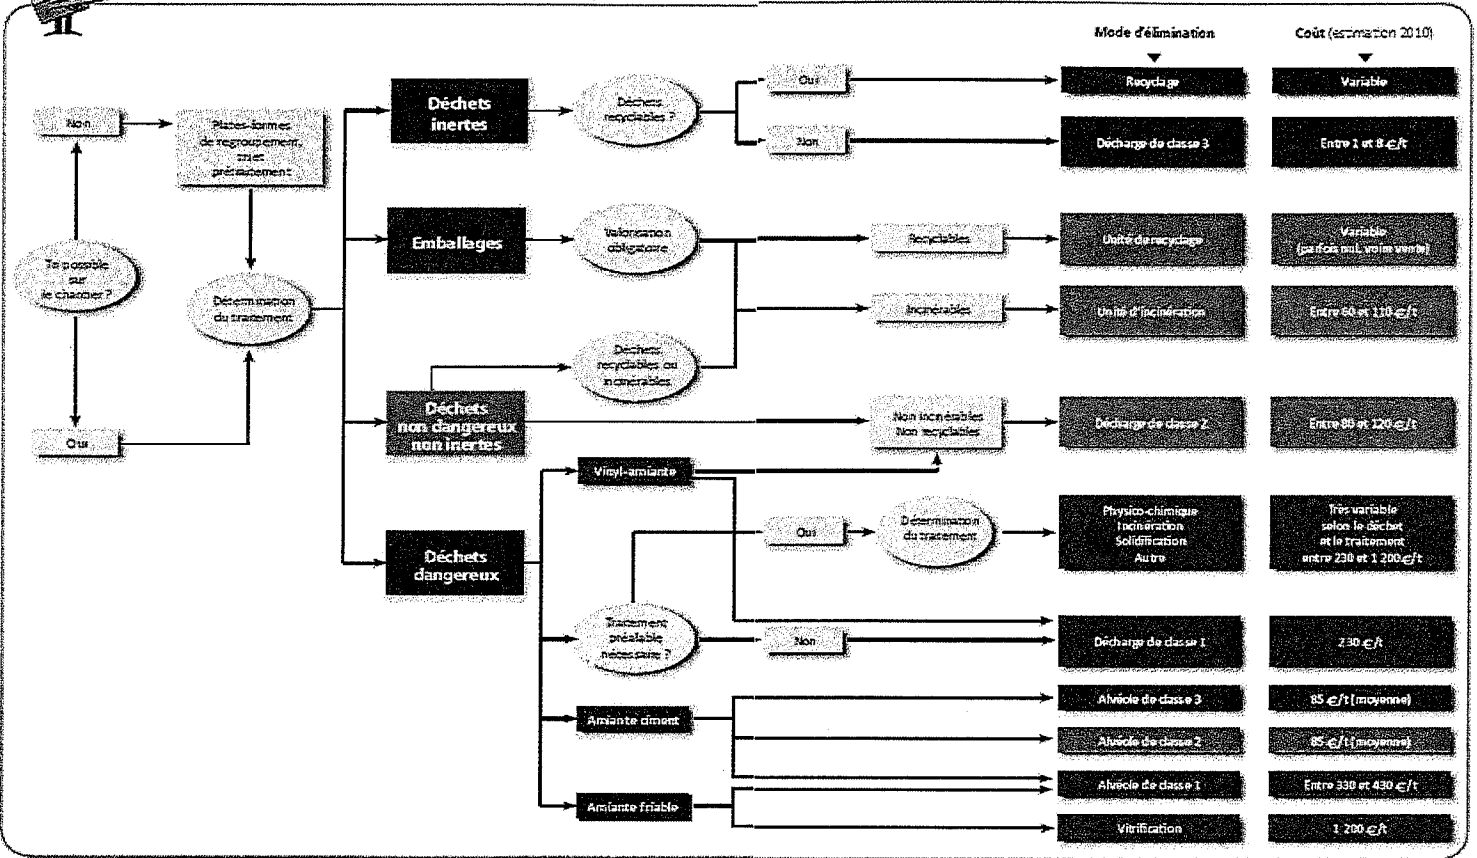 Mode d'élimination
Coût (estimation 2010)
Non
Plates-formes
de regroupement,
tri et
prétraitement
Tri possible
sur
le chantier ?
Oui
Détermination
du traitement
Déchets
inertes
Déchets
recyclables ?
Oui
Recyclage
Variable
Non
Décharge de classe 3
Entre 1 et 8 €/t
Emballages
Valorisation
obligatoire
Recyclables
Unité de recyclage
Variable
(parfois nul, voire vente)
Incinérables
Unité d'incinération
Entre 60 et 110 €/t
Déchets
recyclables ou
incinérables
Déchets
non dangereux
non inertes
Non incinérables
Non recyclables
Décharge de classe 2
Entre 80 et 120 €/t
Déchets
dangereux
Vinyl-amiante
Oui
Détermination
du traitement
Physico-chimique
Incinération
Solidification
Autre
Très variable
selon le déchet
et le traitement
entre 230 et 1 200 €/t
Traitement
préalable
nécessaire ?
Non
Décharge de classe 1
230 €/t
Amiante ciment
Alvéole de classe 3
85 €/t (moyenne)
Alvéole de classe 2
85 €/t (moyenne)
Alvéole de classe 1
Entre 330 et 430 €/t
Amiante friable
Vitrification
1 200 €/t